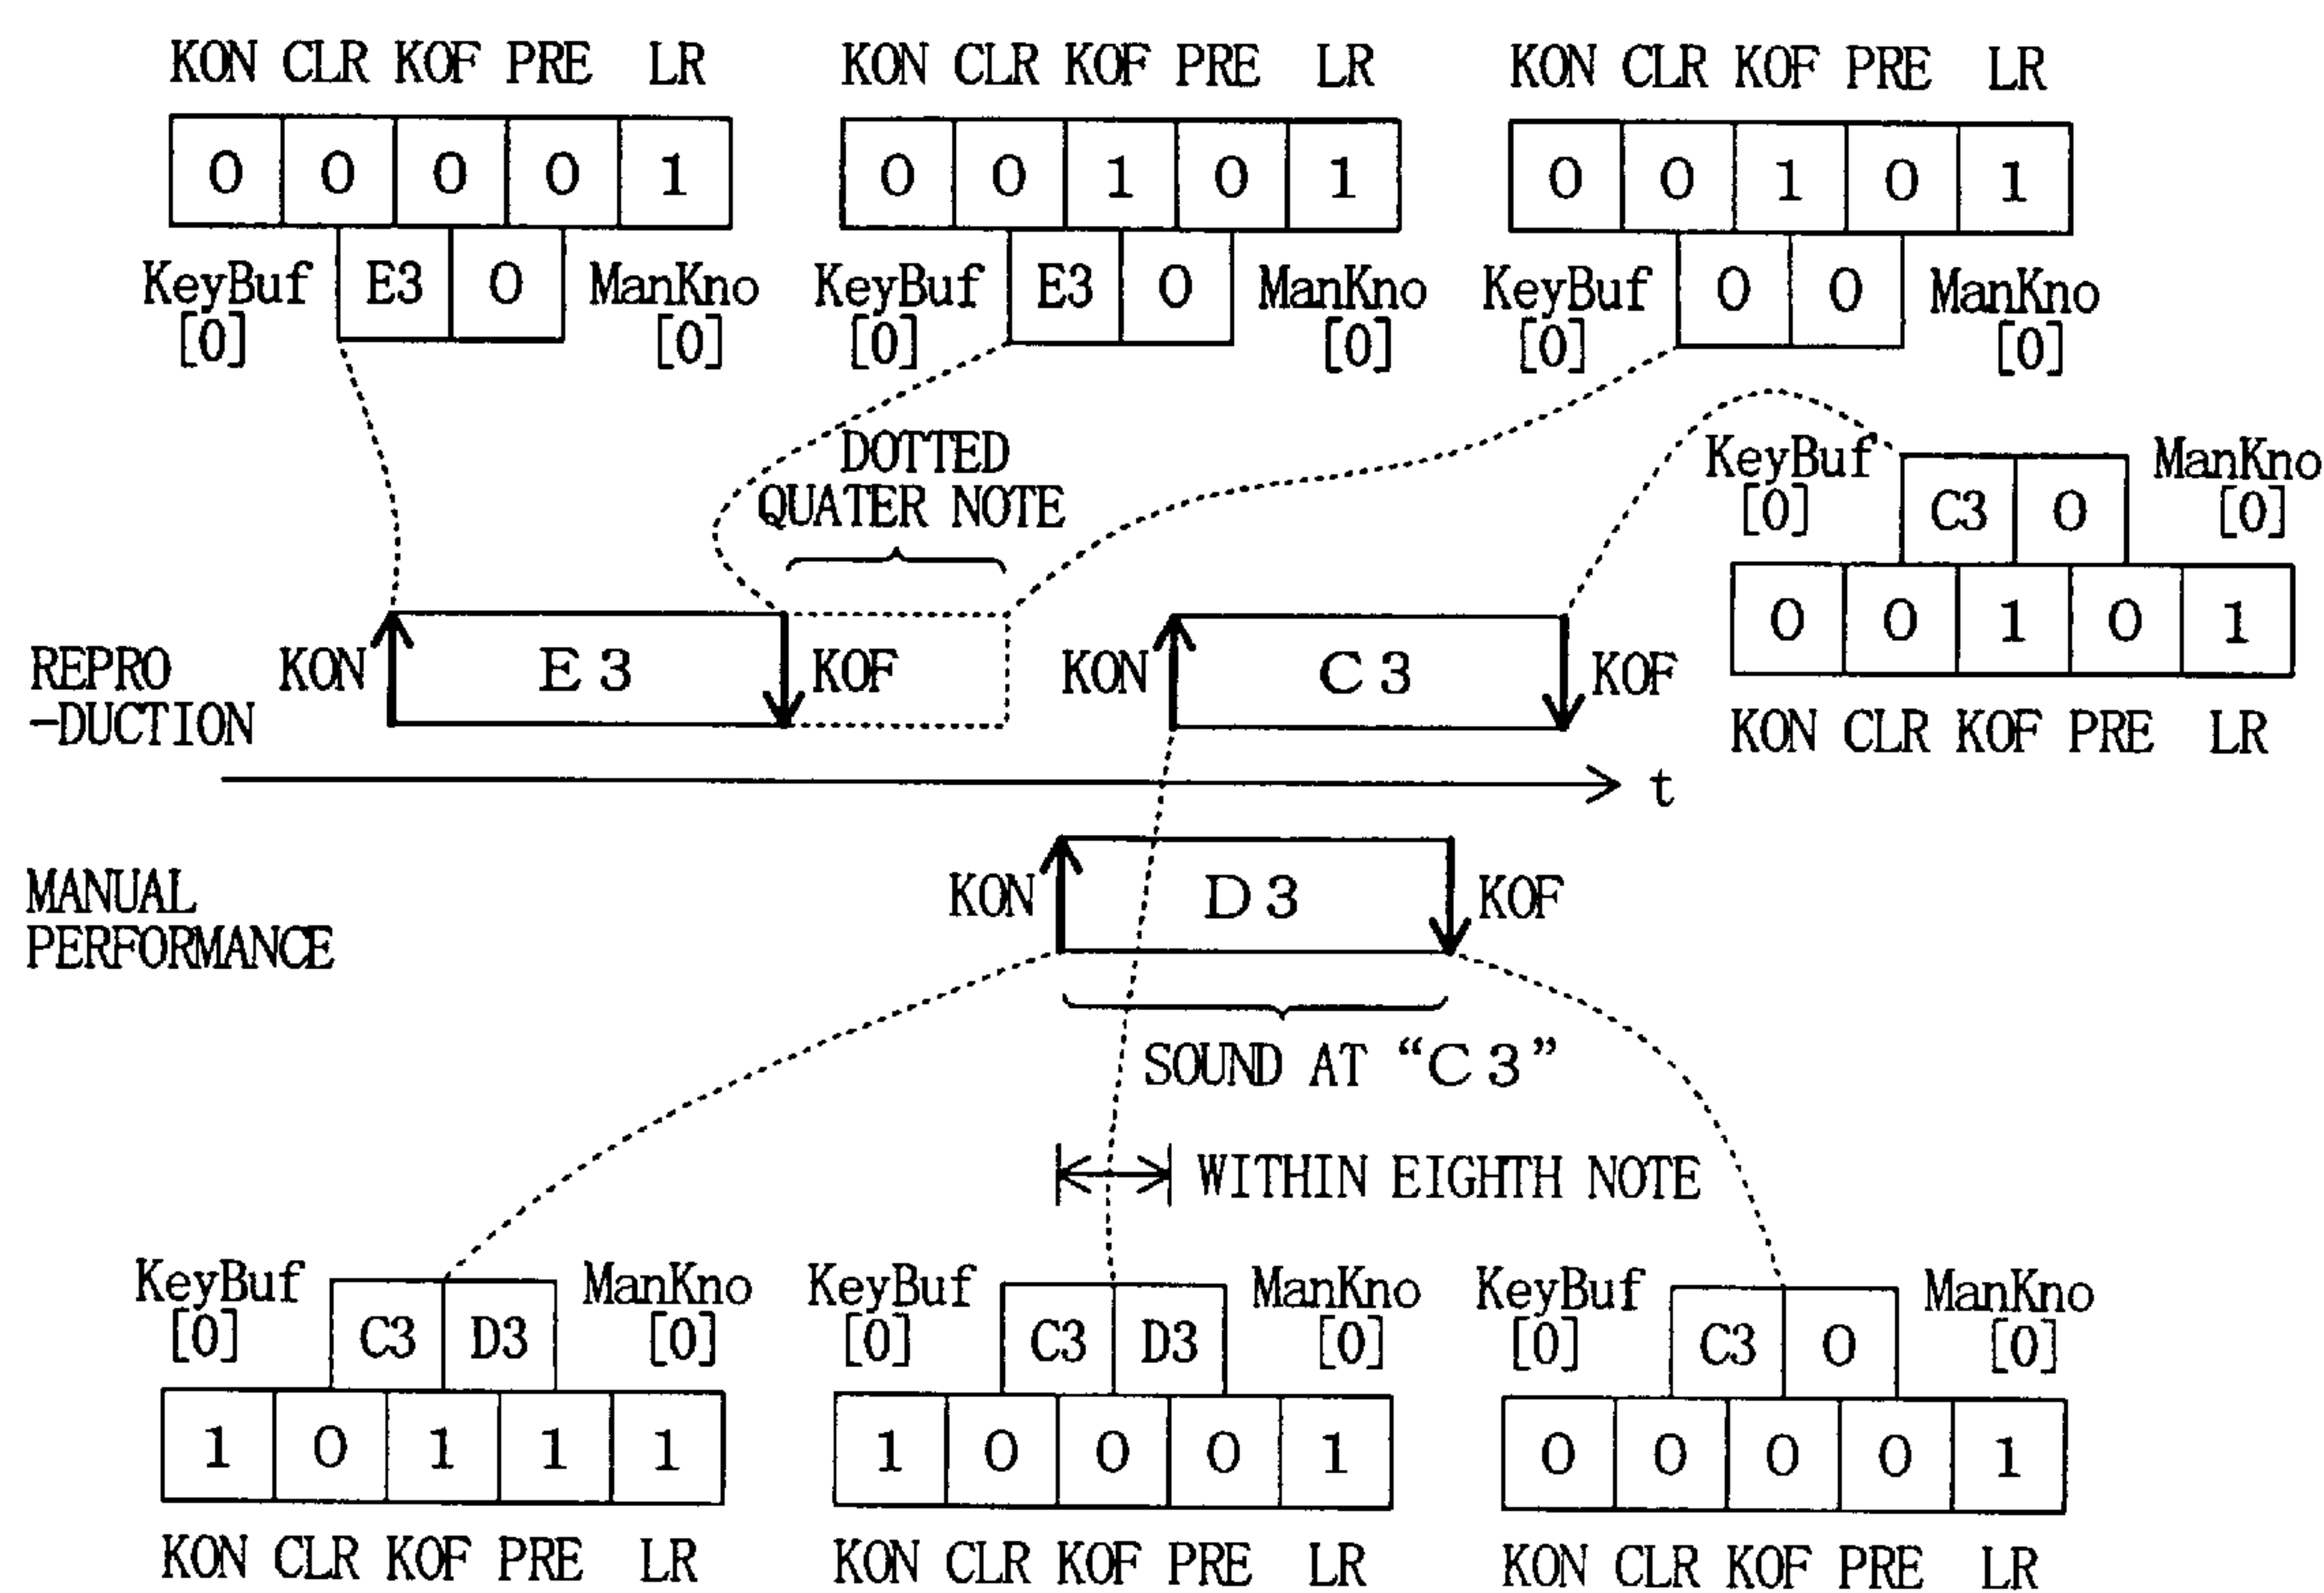 KON CLR KOF PRE LR
0 0 0 0 1
KeyBuf [0] E3 0 ManKno [0]
KON CLR KOF PRE LR
0 0 1 0 1
KeyBuf [0] E3 0 ManKno [0]
KON CLR KOF PRE LR
0 0 1 0 1
KeyBuf [0] 0 0 ManKno [0]
DOTTED
QUATER NOTE
KeyBuf [0] C3 0 ManKno [0]
0 0 1 0 1
KON CLR KOF PRE LR
REPRO
-DUCTION
KON E3 KOF
KON C3 KOF
t
MANUAL
PERFORMANCE
KON D3 KOF
SOUND AT “C3”
WITHIN EIGHTH NOTE
KeyBuf [0] C3 D3 ManKno [0]
1 0 1 1 1
KON CLR KOF PRE LR
KeyBuf [0] C3 D3 ManKno [0]
1 0 0 0 1
KON CLR KOF PRE LR
KeyBuf [0] C3 0 ManKno [0]
0 0 0 0 1
KON CLR KOF PRE LR